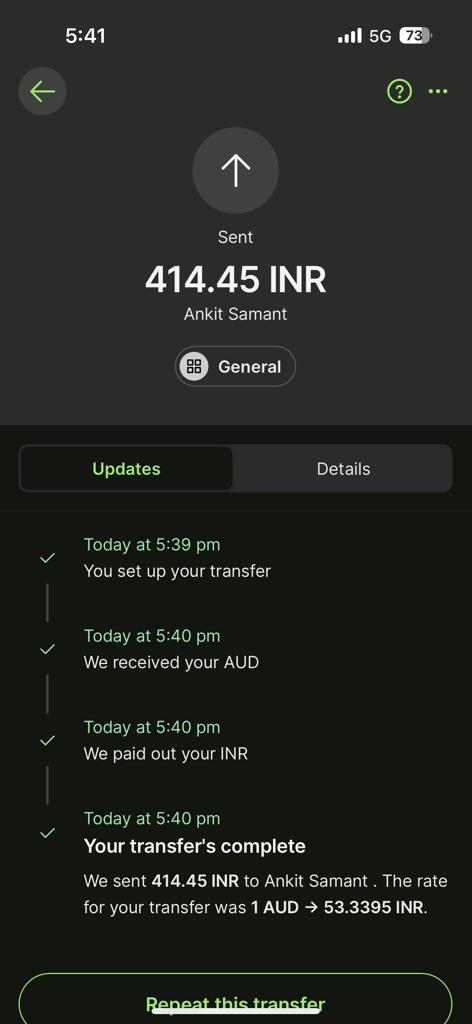 5:41
5G 73
Sent
414.45 INR
Ankit Samant
General
Updates Details
Today at 5:39 pm
You set up your transfer
Today at 5:40 pm
We received your AUD
Today at 5:40 pm
We paid out your INR
Today at 5:40 pm
Your transfer's complete
We sent 414.45 INR to Ankit Samant . The rate
for your transfer was 1 AUD → 53.3395 INR.
Repeat this transfer